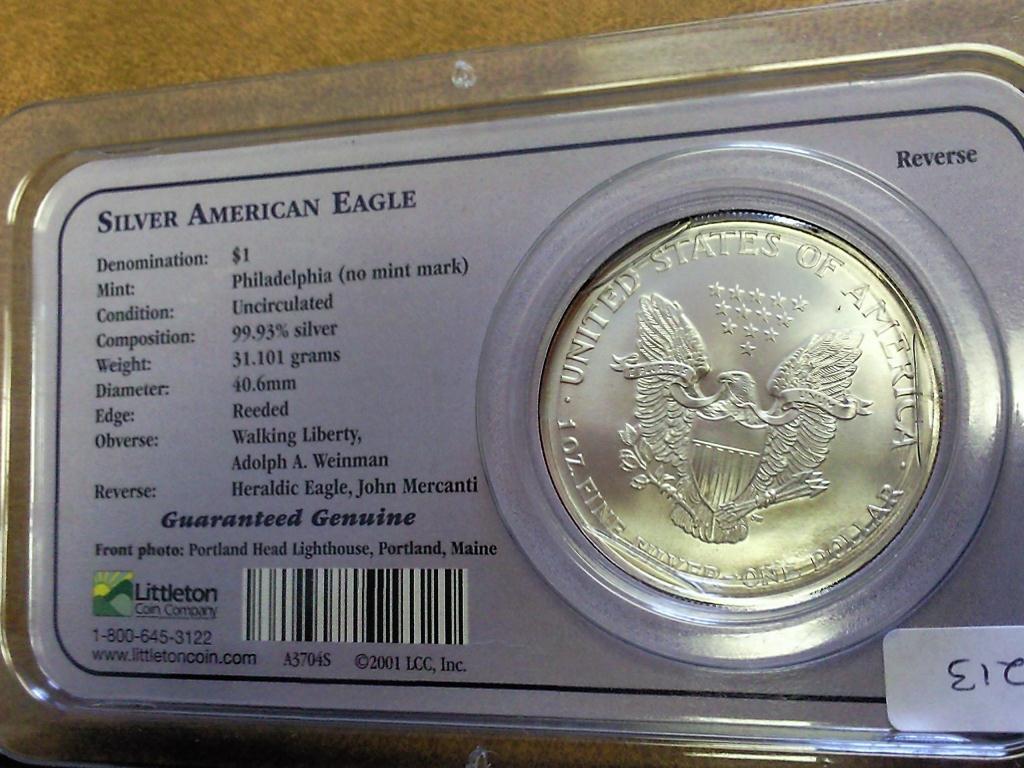 Reverse
SILVER AMERICAN EAGLE
Denomination: $1
Mint: Philadelphia (no mint mark)
Condition: Uncirculated
Composition: 99.93% silver
Weight: 31.101 grams
Diameter: 40.6mm
Edge: Reeded
Obverse: Walking Liberty,
Adolph A. Weinman
Reverse: Heraldic Eagle, John Mercanti
Guaranteed Genuine
Front photo: Portland Head Lighthouse, Portland, Maine
Littleton
Coin Company
1-800-645-3122
www.littletoncoin.com A3704S ©2001 LCC, Inc.
UNITED STATES OF AMERICA
1 OZ. FINE SILVER~ONE DOLLAR
213